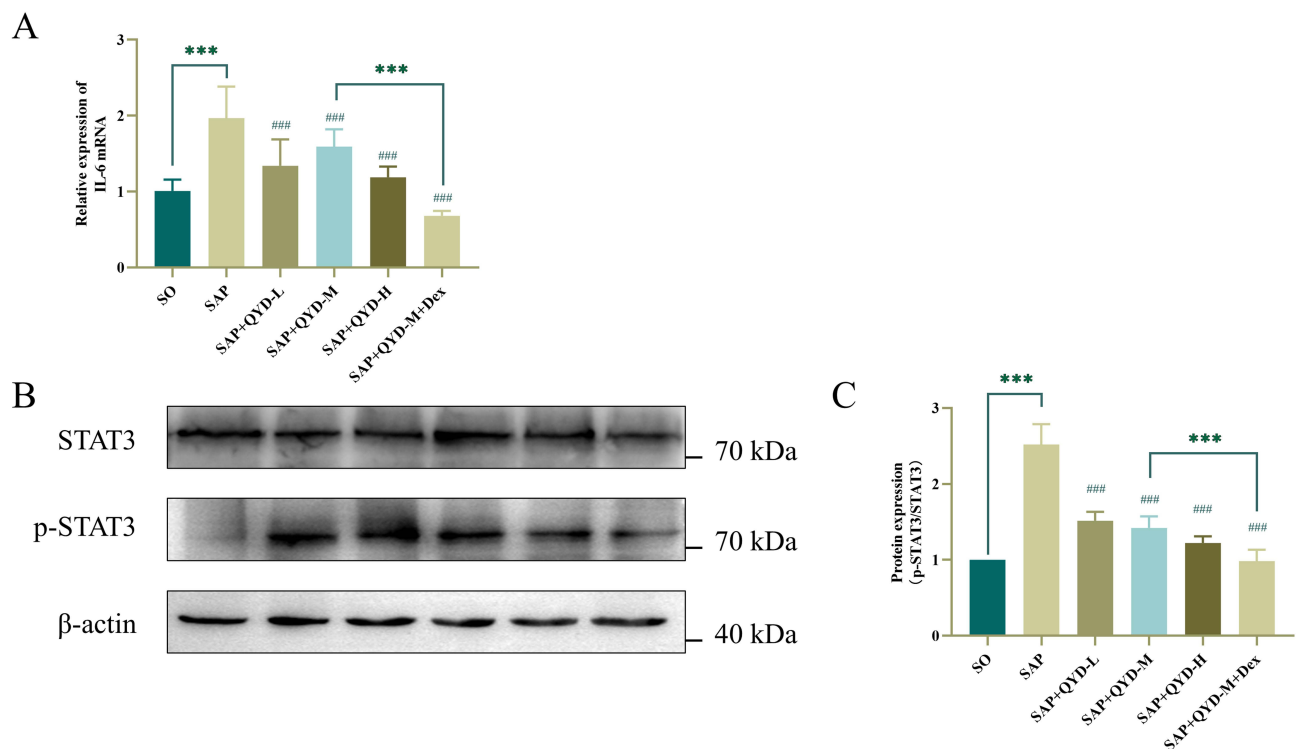 A
Relative expression of
IL-6 mRNA
3
2
1
0
***
***
###
###
###
###
SO
SAP
SAP+QYD-L
SAP+QYD-M
SAP+QYD-H
SAP+QYD-M+Dex
B
STAT3
70 kDa
p-STAT3
70 kDa
β-actin
40 kDa
C
Protein expression
(p-STAT3/STAT3)
3
2
1
0
***
***
###
###
###
###
SO
SAP
SAP+QYD-L
SAP+QYD-M
SAP+QYD-H
SAP+QYD-M+Dex